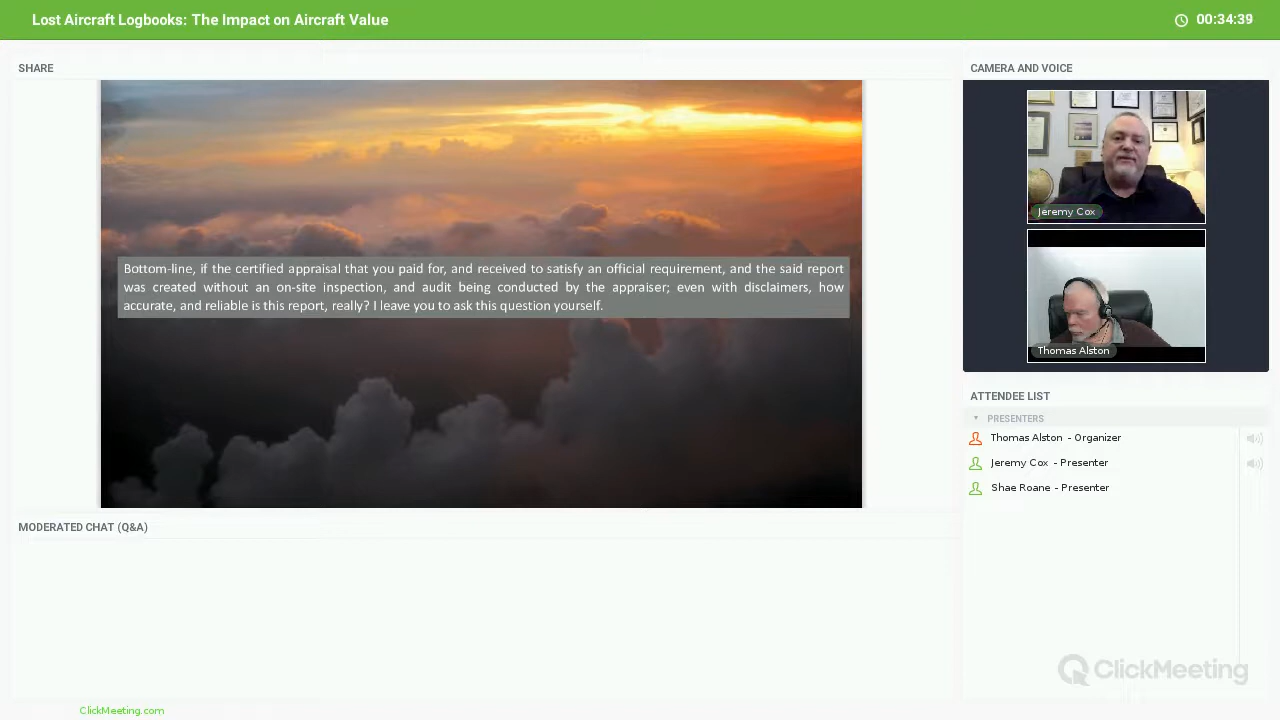 Lost Aircraft Logbooks: The Impact on Aircraft Value
00:34:39
SHARE
Bottom-line, if the certified appraisal that you paid for, and received to satisfy an official requirement, and the said report
was created without an on-site inspection, and audit being conducted by the appraiser; even with disclaimers, how
accurate, and reliable is this report, really? I leave you to ask this question yourself.
MODERATED CHAT (Q&A)
CAMERA AND VOICE
Jeremy Cox
Thomas Alston
ATTENDEE LIST
PRESENTERS
Thomas Alston - Organizer
Jeremy Cox - Presenter
Shae Roane - Presenter
ClickMeeting
ClickMeeting.com